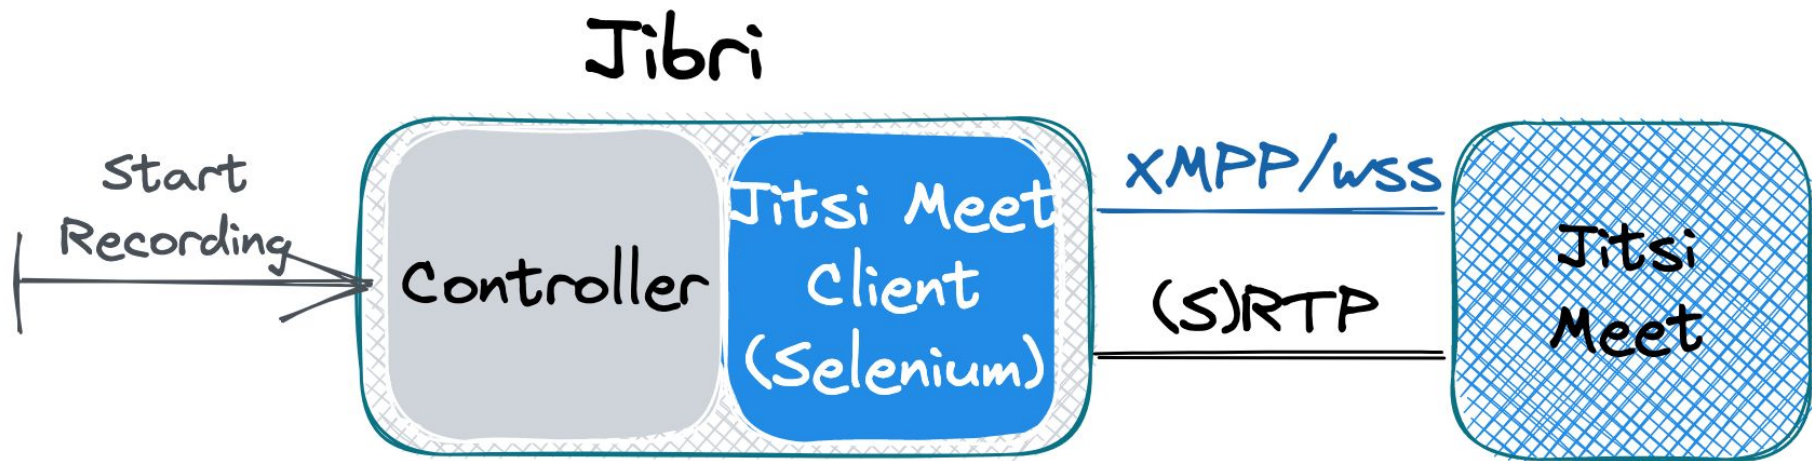 Jibri
Start
Recording
Controller
Jitsi Meet
Client
(Selenium)
XMPP/wss
(S)RTP
Jitsi
Meet